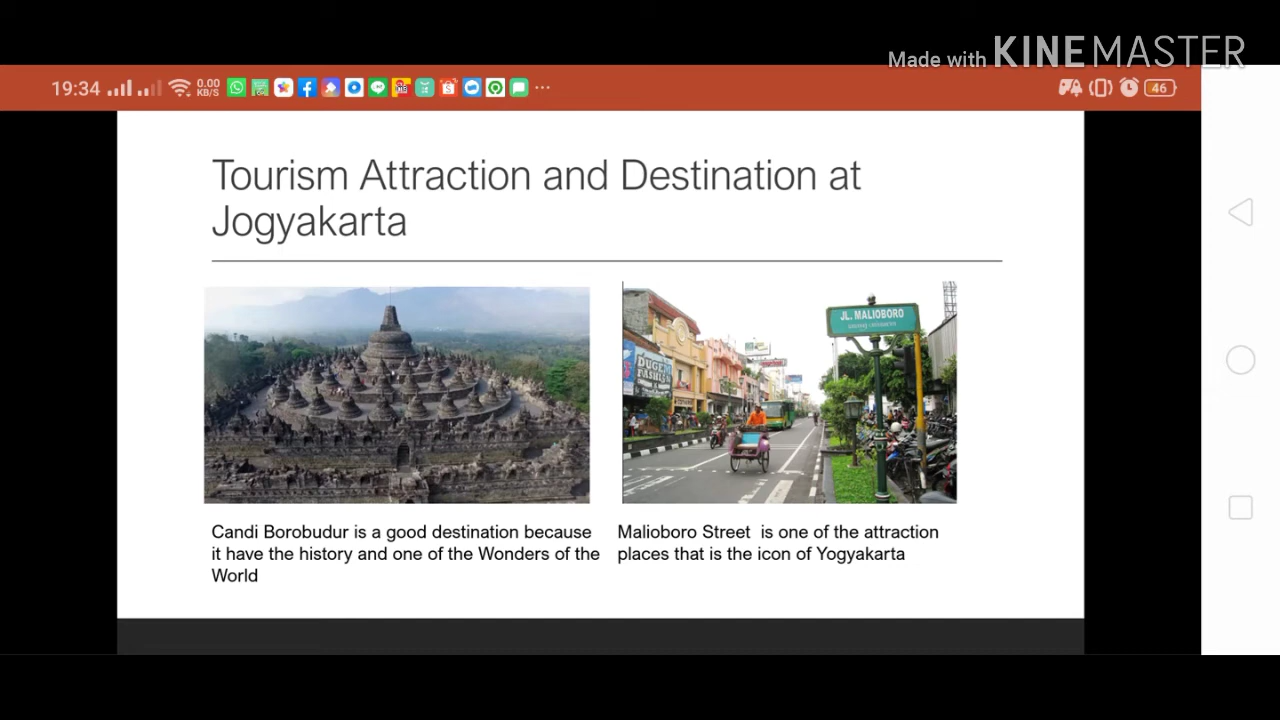 Made with KINEMASTER
19:34
0.00
KB/S
46
Tourism Attraction and Destination at
Jogyakarta
JL. MALIOBORO
DUGEM
FASHION
Candi Borobudur is a good destination because
it have the history and one of the Wonders of the
World
Malioboro Street is one of the attraction
places that is the icon of Yogyakarta